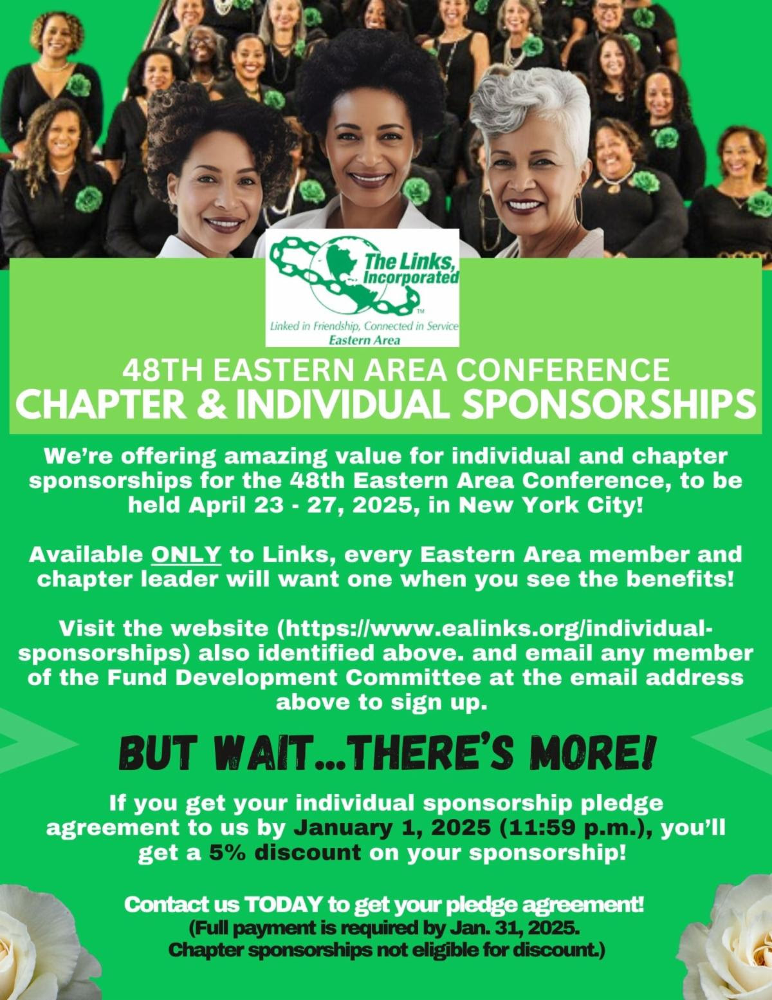 The Links,
Incorporated
TM
Linked in Friendship, Connected in Service
Eastern Area
48TH EASTERN AREA CONFERENCE
CHAPTER & INDIVIDUAL SPONSORSHIPS
We're offering amazing value for individual and chapter
sponsorships for the 48th Eastern Area Conference, to be
held April 23 - 27, 2025, in New York City!
Available ONLY to Links, every Eastern Area member and
chapter leader will want one when you see the benefits!
Visit the website (https://www.ealinks.org/individual-
sponsorships) also identified above. and email any member
of the Fund Development Committee at the email address
above to sign up.
BUT WAIT...THERE'S MORE!
If you get your individual sponsorship pledge
agreement to us by January 1, 2025 (11:59 p.m.), you'll
get a 5% discount on your sponsorship!
Contact us TODAY to get your pledge agreement!
(Full payment is required by Jan. 31, 2025.
Chapter sponsorships not eligible for discount.)